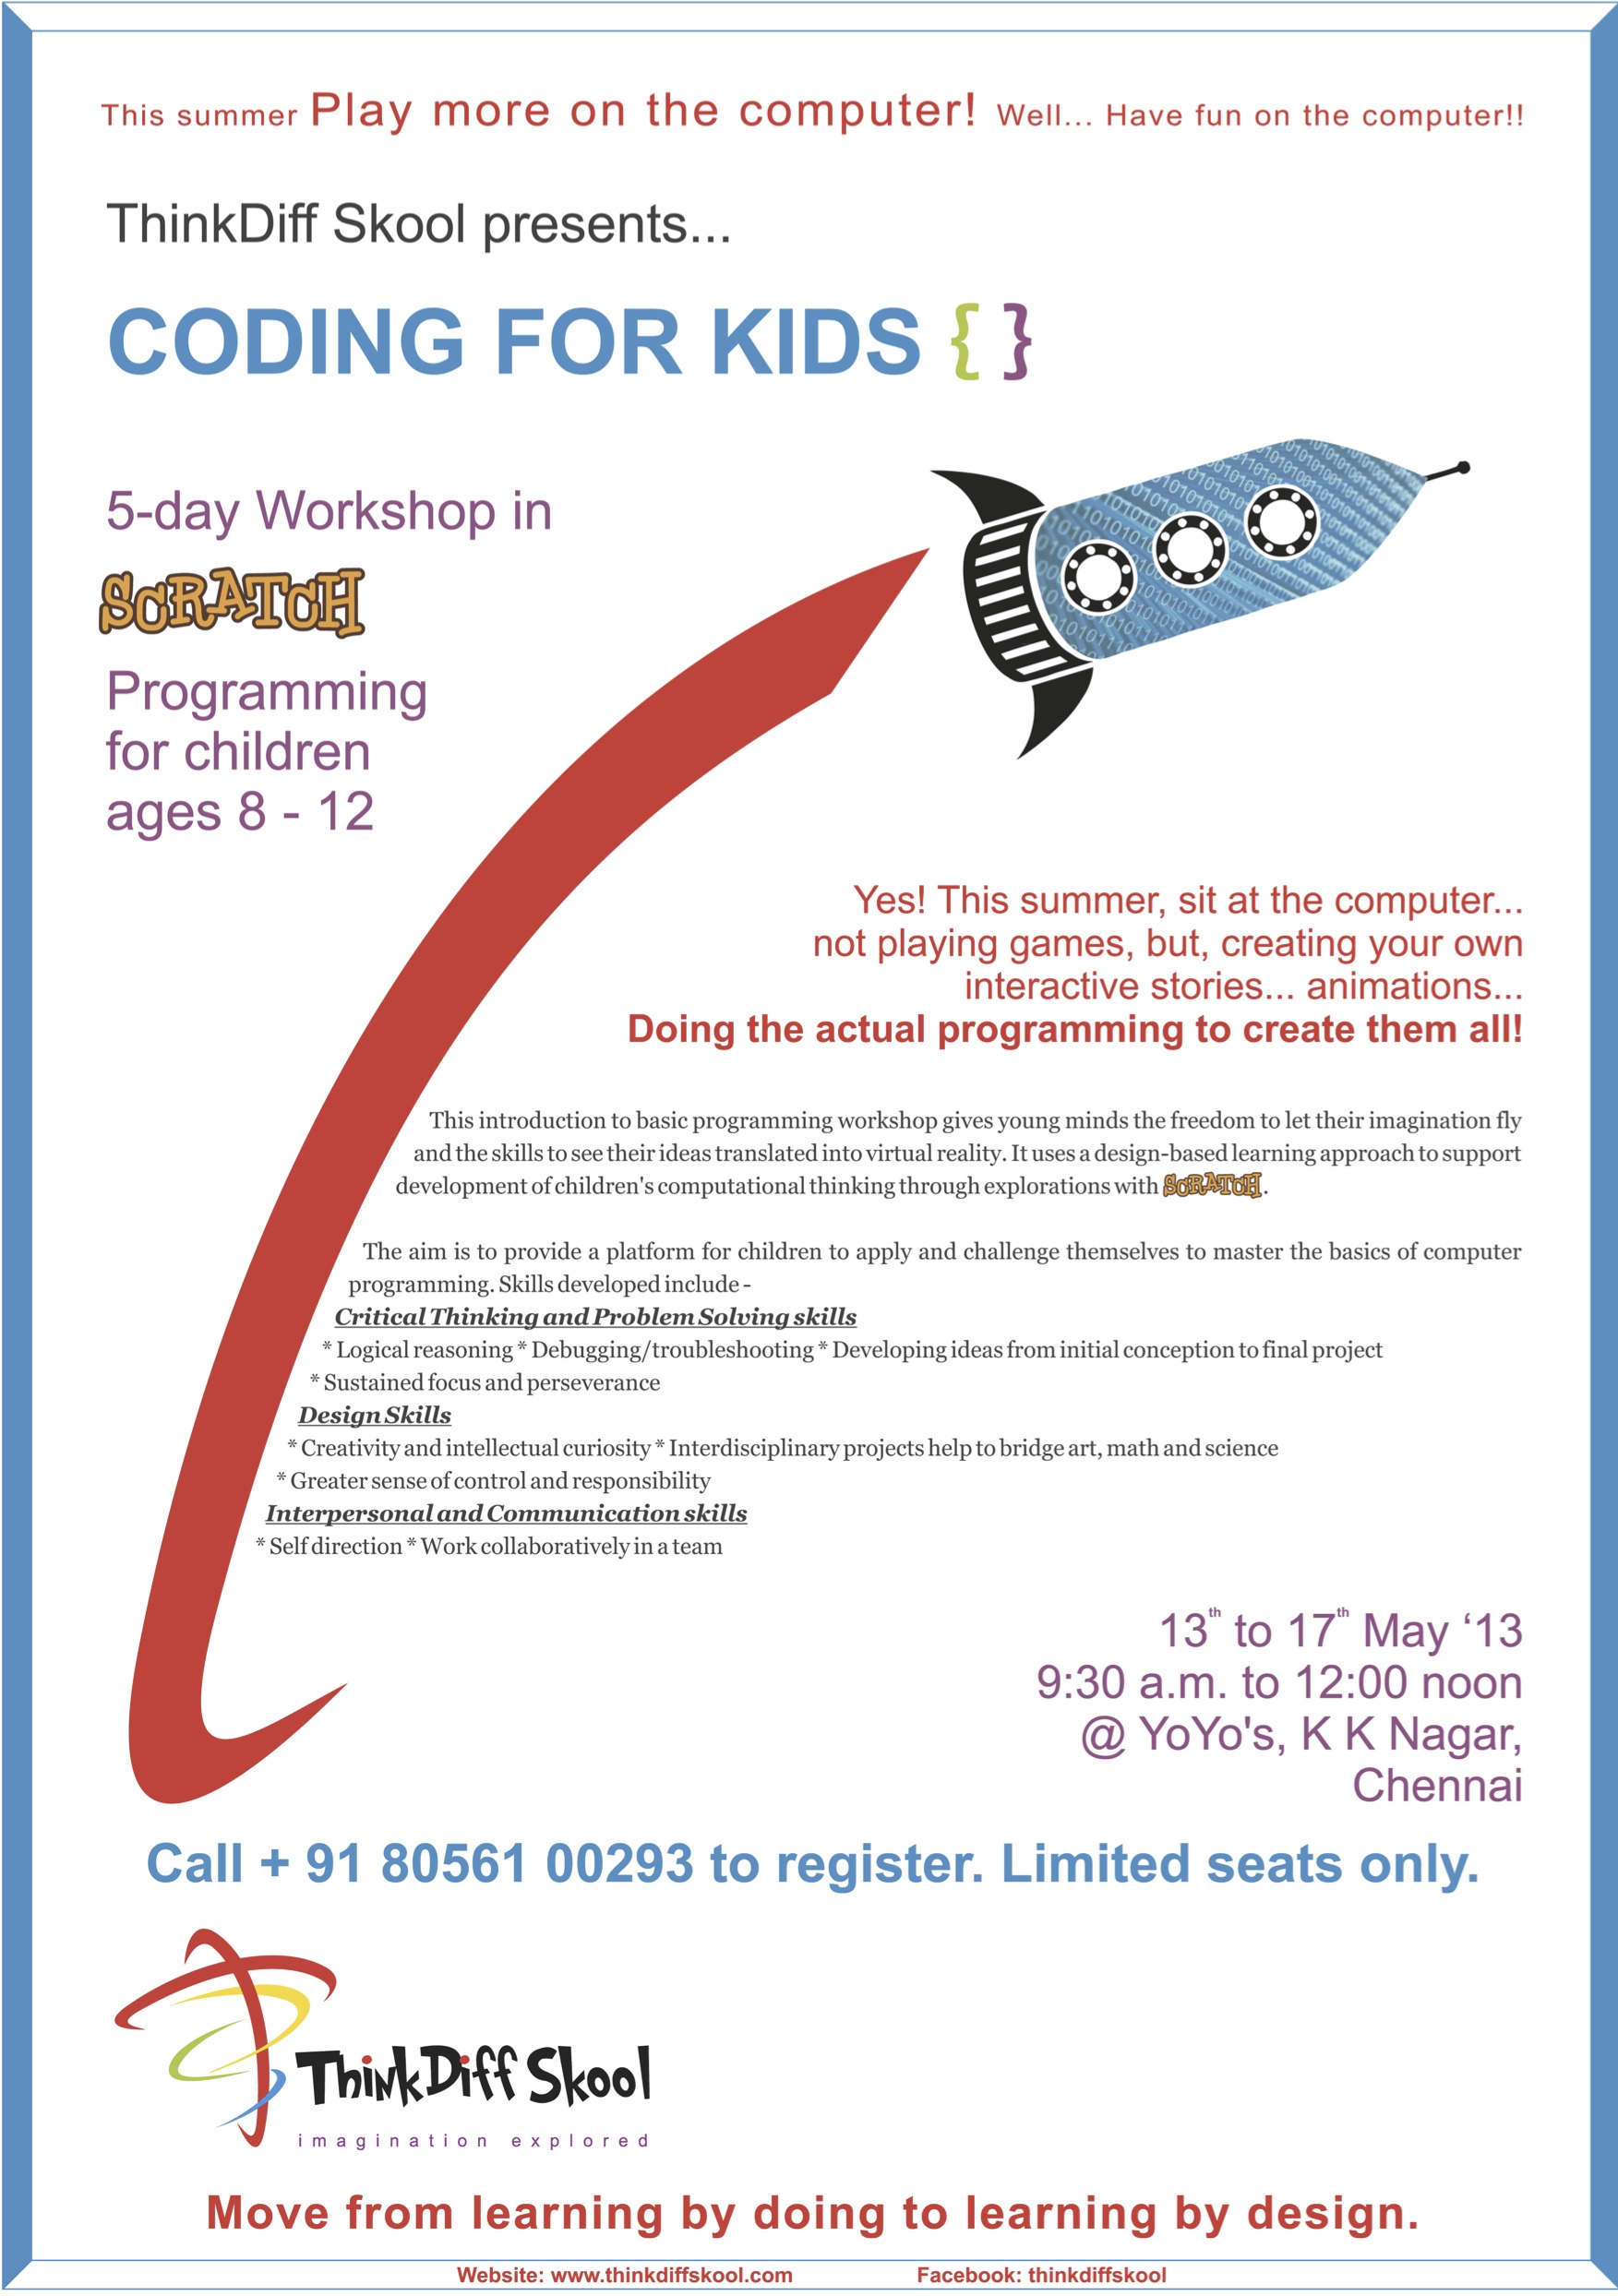 This summer Play more on the computer! Well... Have fun on the computer!!
ThinkDiff Skool presents...
CODING FOR KIDS { }
5-day Workshop in
SCRATCH
Programming
for children
ages 8 - 12
Yes! This summer, sit at the computer...
not playing games, but, creating your own
interactive stories... animations...
Doing the actual programming to create them all!
This introduction to basic programming workshop gives young minds the freedom to let their imagination fly
and the skills to see their ideas translated into virtual reality. It uses a design-based learning approach to support
development of children's computational thinking through explorations with SCRATCH.
The aim is to provide a platform for children to apply and challenge themselves to master the basics of computer
programming. Skills developed include -
Critical Thinking and Problem Solving skills
* Logical reasoning * Debugging/troubleshooting * Developing ideas from initial conception to final project
* Sustained focus and perseverance
Design Skills
* Creativity and intellectual curiosity * Interdisciplinary projects help to bridge art, math and science
* Greater sense of control and responsibility
Interpersonal and Communication skills
* Self direction * Work collaboratively in a team
13th to 17th May ‘13
9:30 a.m. to 12:00 noon
@ YoYo's, K K Nagar,
Chennai
Call + 91 80561 00293 to register. Limited seats only.
ThinkDiff Skool
imagination explored
Move from learning by doing to learning by design.
Website: www.thinkdiffskool.com Facebook: thinkdiffskool